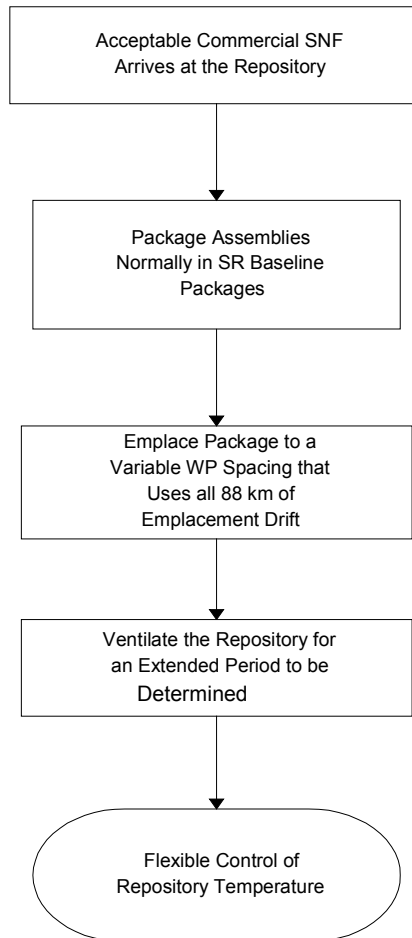 Acceptable Commercial SNF
Arrives at the Repository
Package Assemblies
Normally in SR Baseline
Packages
Emplace Package to a
Variable WP Spacing that
Uses all 88 km of
Emplacement Drift
Ventilate the Repository for
an Extended Period to be
Determined
Flexible Control of
Repository Temperature